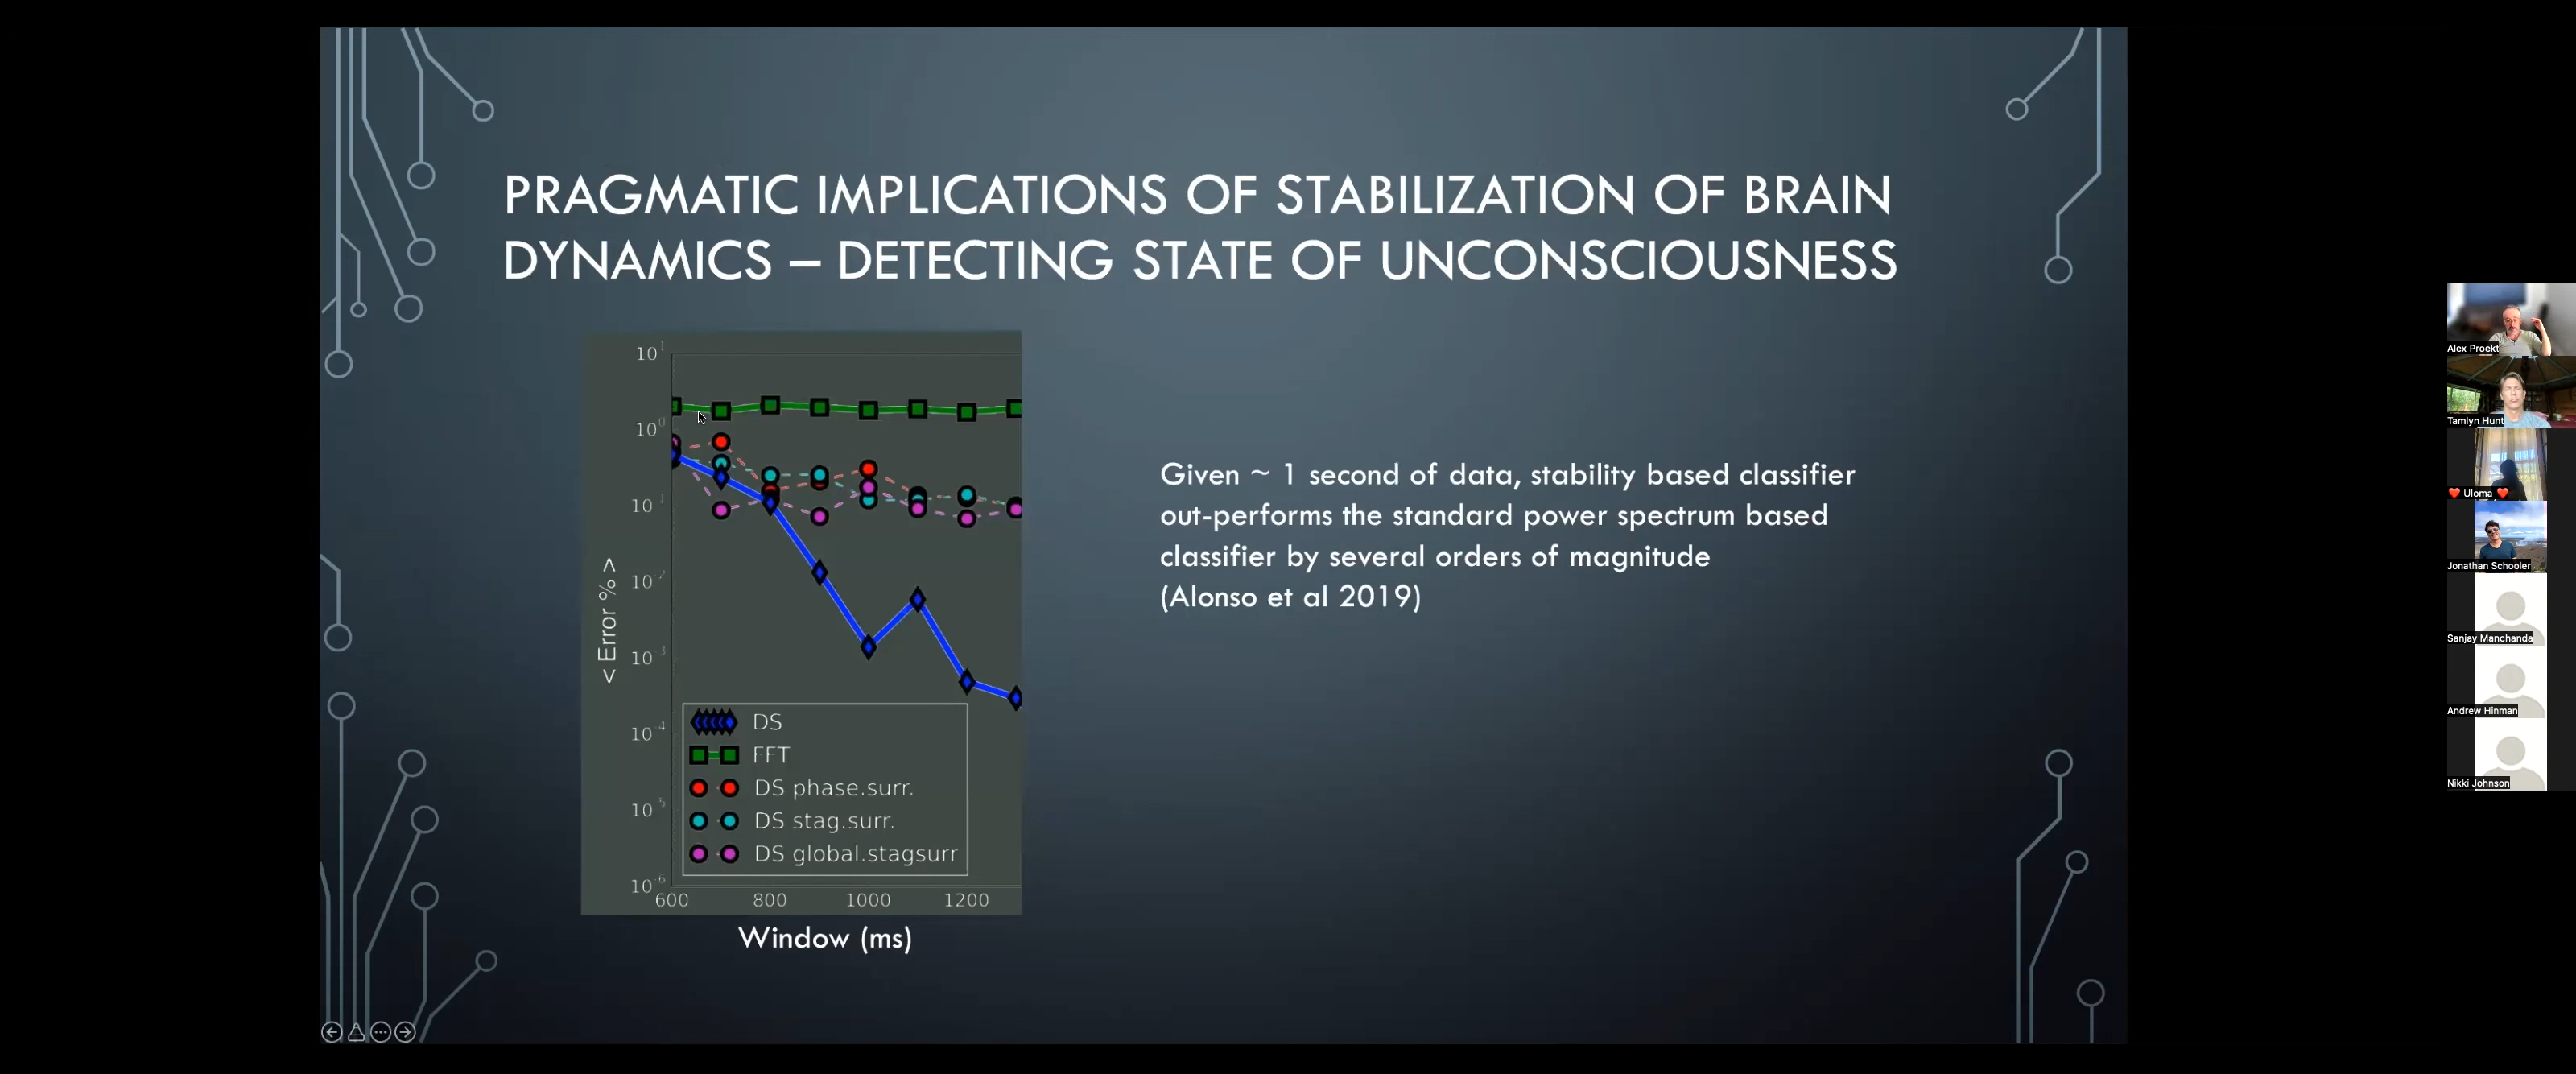 PRAGMATIC IMPLICATIONS OF STABILIZATION OF BRAIN
DYNAMICS – DETECTING STATE OF UNCONSCIOUSNESS
10 1
10 0
10 1
10 2
10 3
10 4
10 5
10 6
< Error % >
DS
FFT
DS phase.surr.
DS stag.surr.
DS global.stagsurr
600 800 1000 1200
Window (ms)
Given ~ 1 second of data, stability based classifier
out-performs the standard power spectrum based
classifier by several orders of magnitude
(Alonso et al 2019)
Alex Proekt
Tamlyn Hunt
❤️ Uloma ❤️
Jonathan Schooler
Sanjay Manchanda
Andrew Hinman
Nikki Johnson